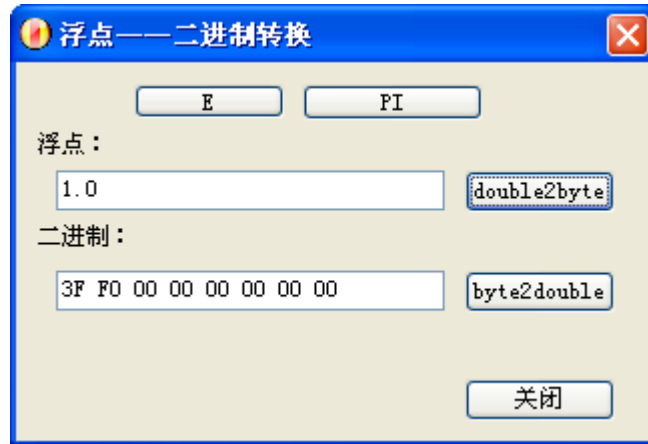 浮点——二进制转换
E PI
浮点：
1.0 double2byte
二进制：
3F F0 00 00 00 00 00 00 byte2double
关闭